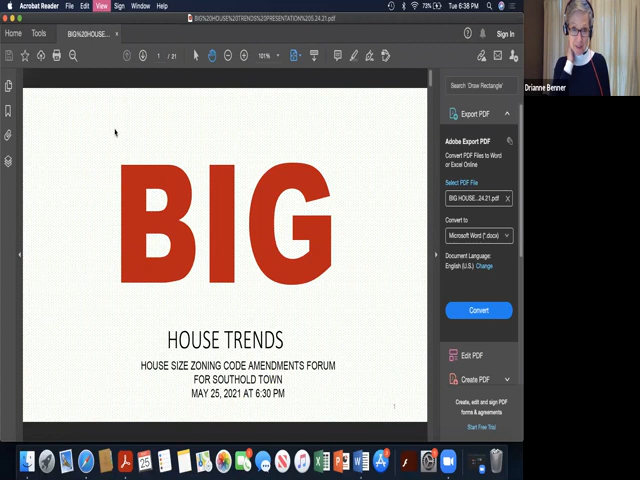 Acrobat Reader File Edit View Sign Window Help
73% Tue 6:38 PM
BIG%20HOUSE%20TRENDS%20PRESENTATION%205.24.21.pdf
Home Tools BIG%20HOUSE... × Sign In
1 / 21 101%
Search 'Draw Rectangle'
Export PDF
Adobe Export PDF
Convert PDF Files to Word
or Excel Online
Select PDF File
BIG HOUSE...24.21.pdf
Convert to
Microsoft Word (*.docx)
Document Language:
English (U.S.) Change
Convert
Edit PDF
Create PDF
Create, edit and sign PDF
forms & agreements
Start Free Trial
BIG
HOUSE TRENDS
HOUSE SIZE ZONING CODE AMENDMENTS FORUM
FOR SOUTHOLD TOWN
MAY 25, 2021 AT 6:30 PM
1
Drianne Benner
25